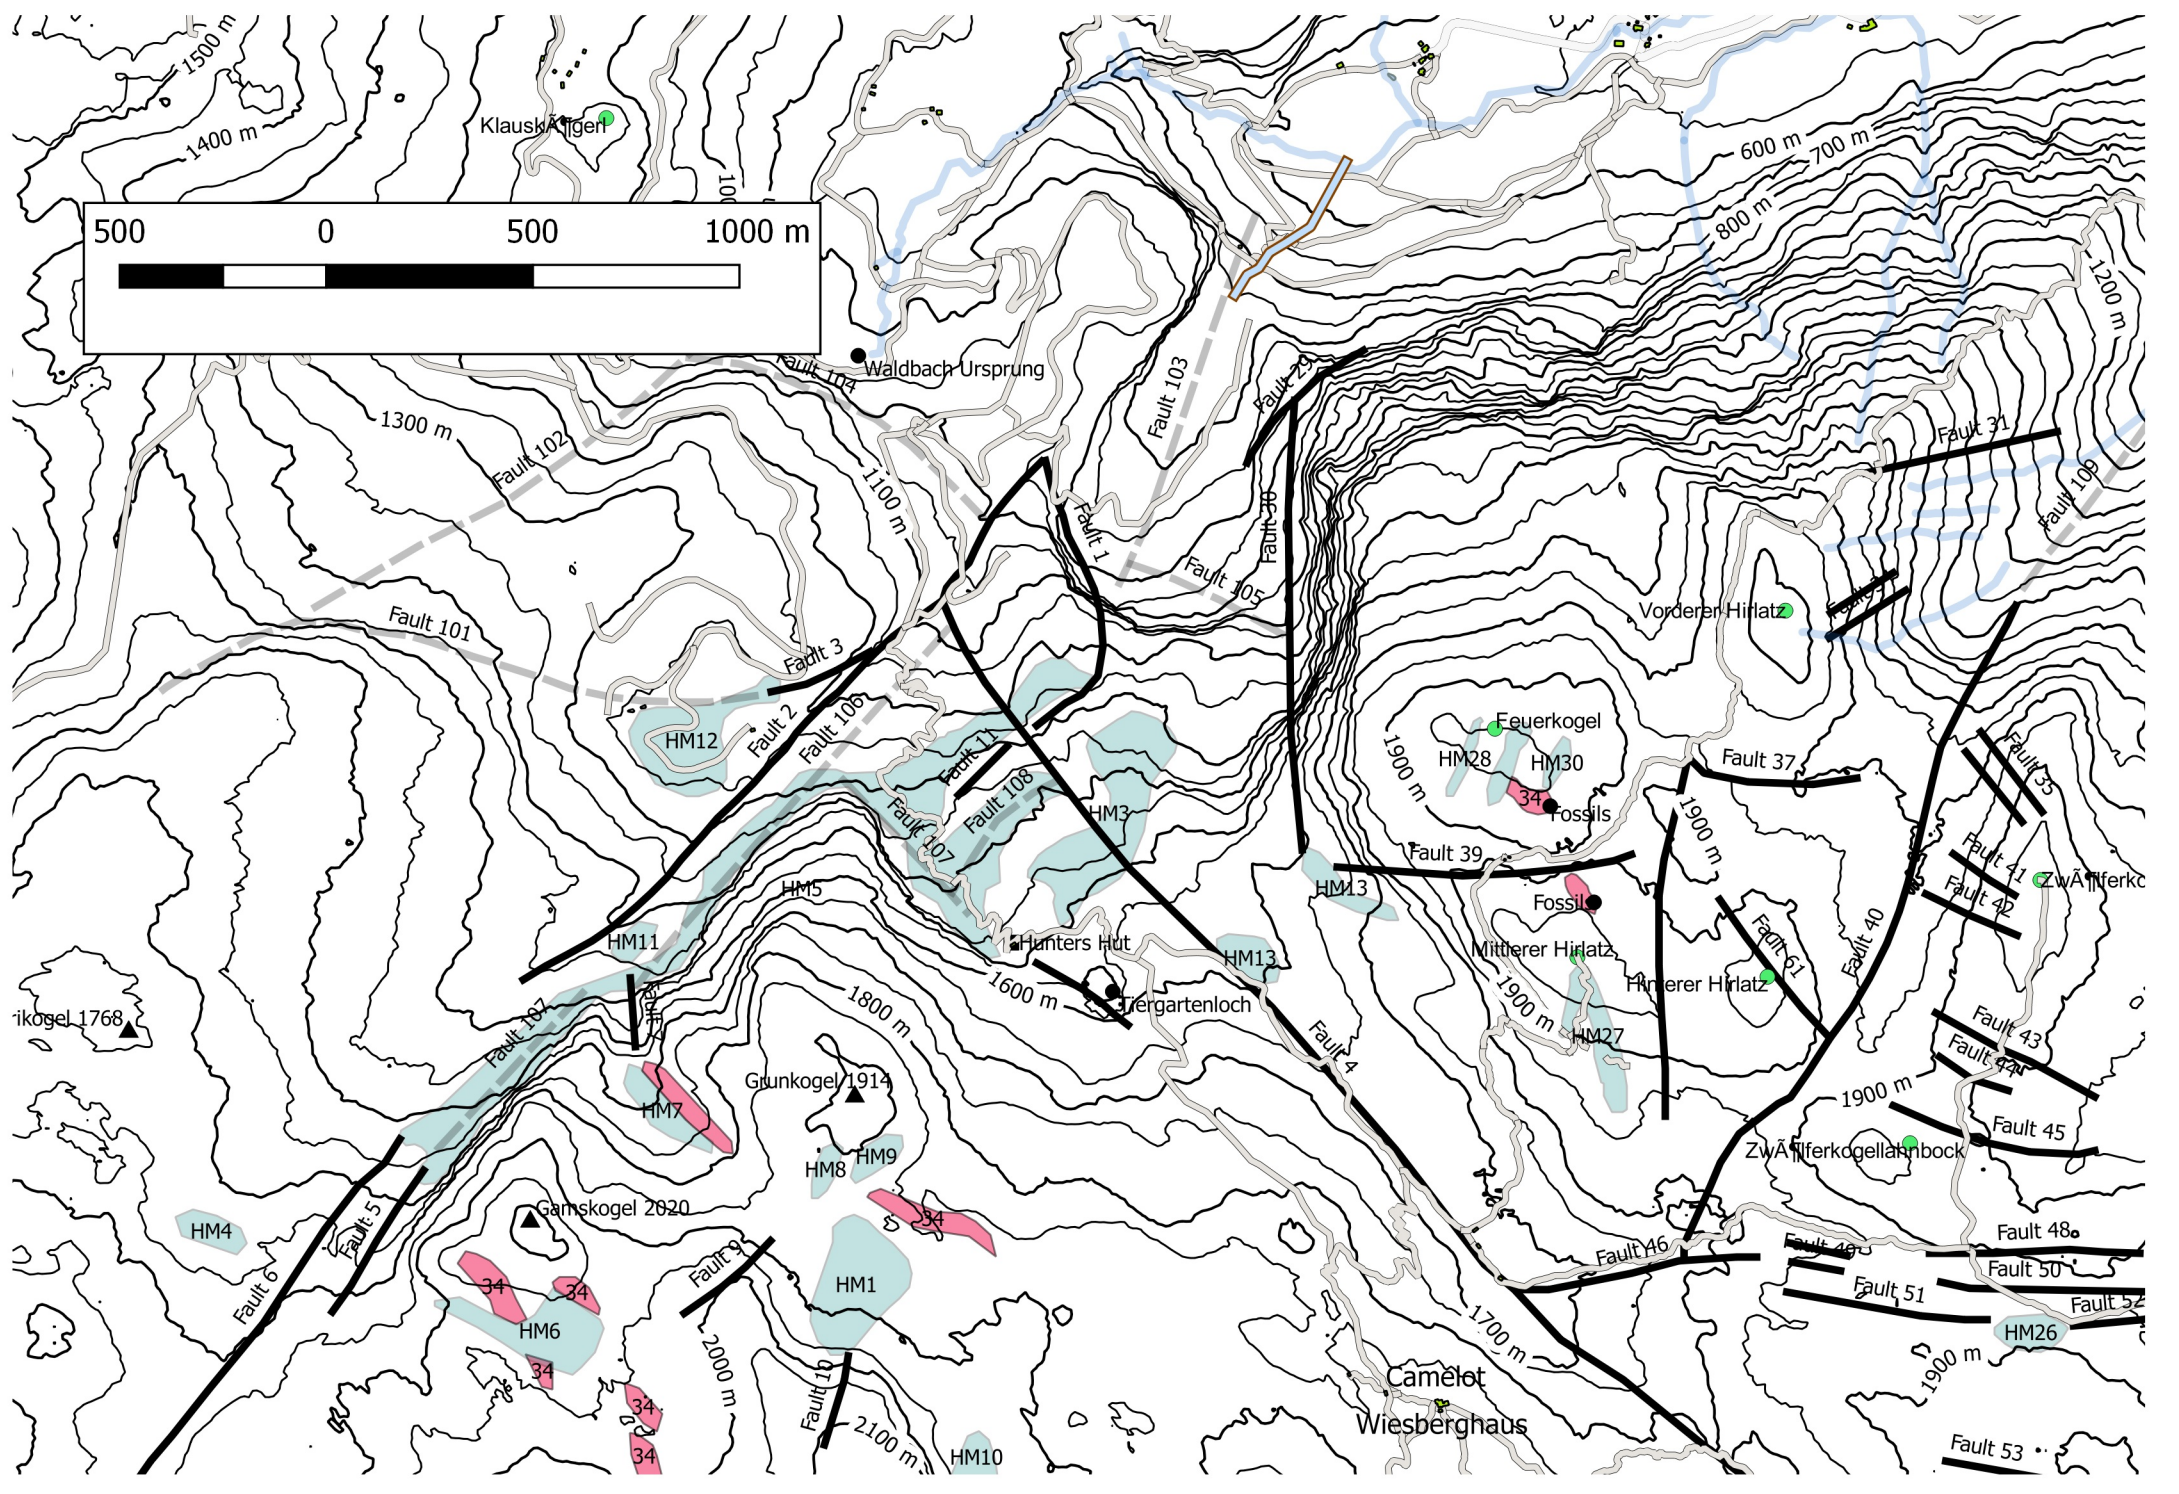 1500 m
1400 m
KlauskÃ¶gerl
600 m
700 m
800 m
1200 m
500 0 500 1000 m
Waldbach Ursprung
Fault 104
Fault 103
Fault 29
Fault 31
Fault 109
1300 m
Fault 102
1100 m
Fault 30
Fault 1
Fault 105
Fault 101
Fault 3
Vorderer Hirlatz
Fault 2
Fault 106
HM12
Feuerkogel
HM28
HM30
34
Fossils
1900 m
Fault 37
Fault 35
Fault 11
Fault 108
HM3
Fault 107
1900 m
Fault 39
Fault 41
Fault 42
HM5
HM13
Fossils
HM11
Hunters Hut
HM13
Mittlerer Hirlatz
Fault 61
Fault 40
Hinterer Hirlatz
1600 m
Tiergartenloch
1900 m
HM27
1800 m
Fault 7
rikogel 1768
Fault 107
Fault 4
Fault 43
Fault 44
1900 m
Grunkogel 1914
HM7
Fault 45
ZwÃ¶lferkogellahnbock
HM8
HM9
34
Gamskogel 2020
HM4
Fault 5
Fault 6
Fault 9
HM1
34
34
HM6
34
34
34
2000 m
Fault 10
2100 m
HM10
Fault 46
Fault 48
Fault 49
Fault 50
Fault 51
Fault 52
HM26
1700 m
1900 m
Camelot
Wiesberghaus
Fault 53